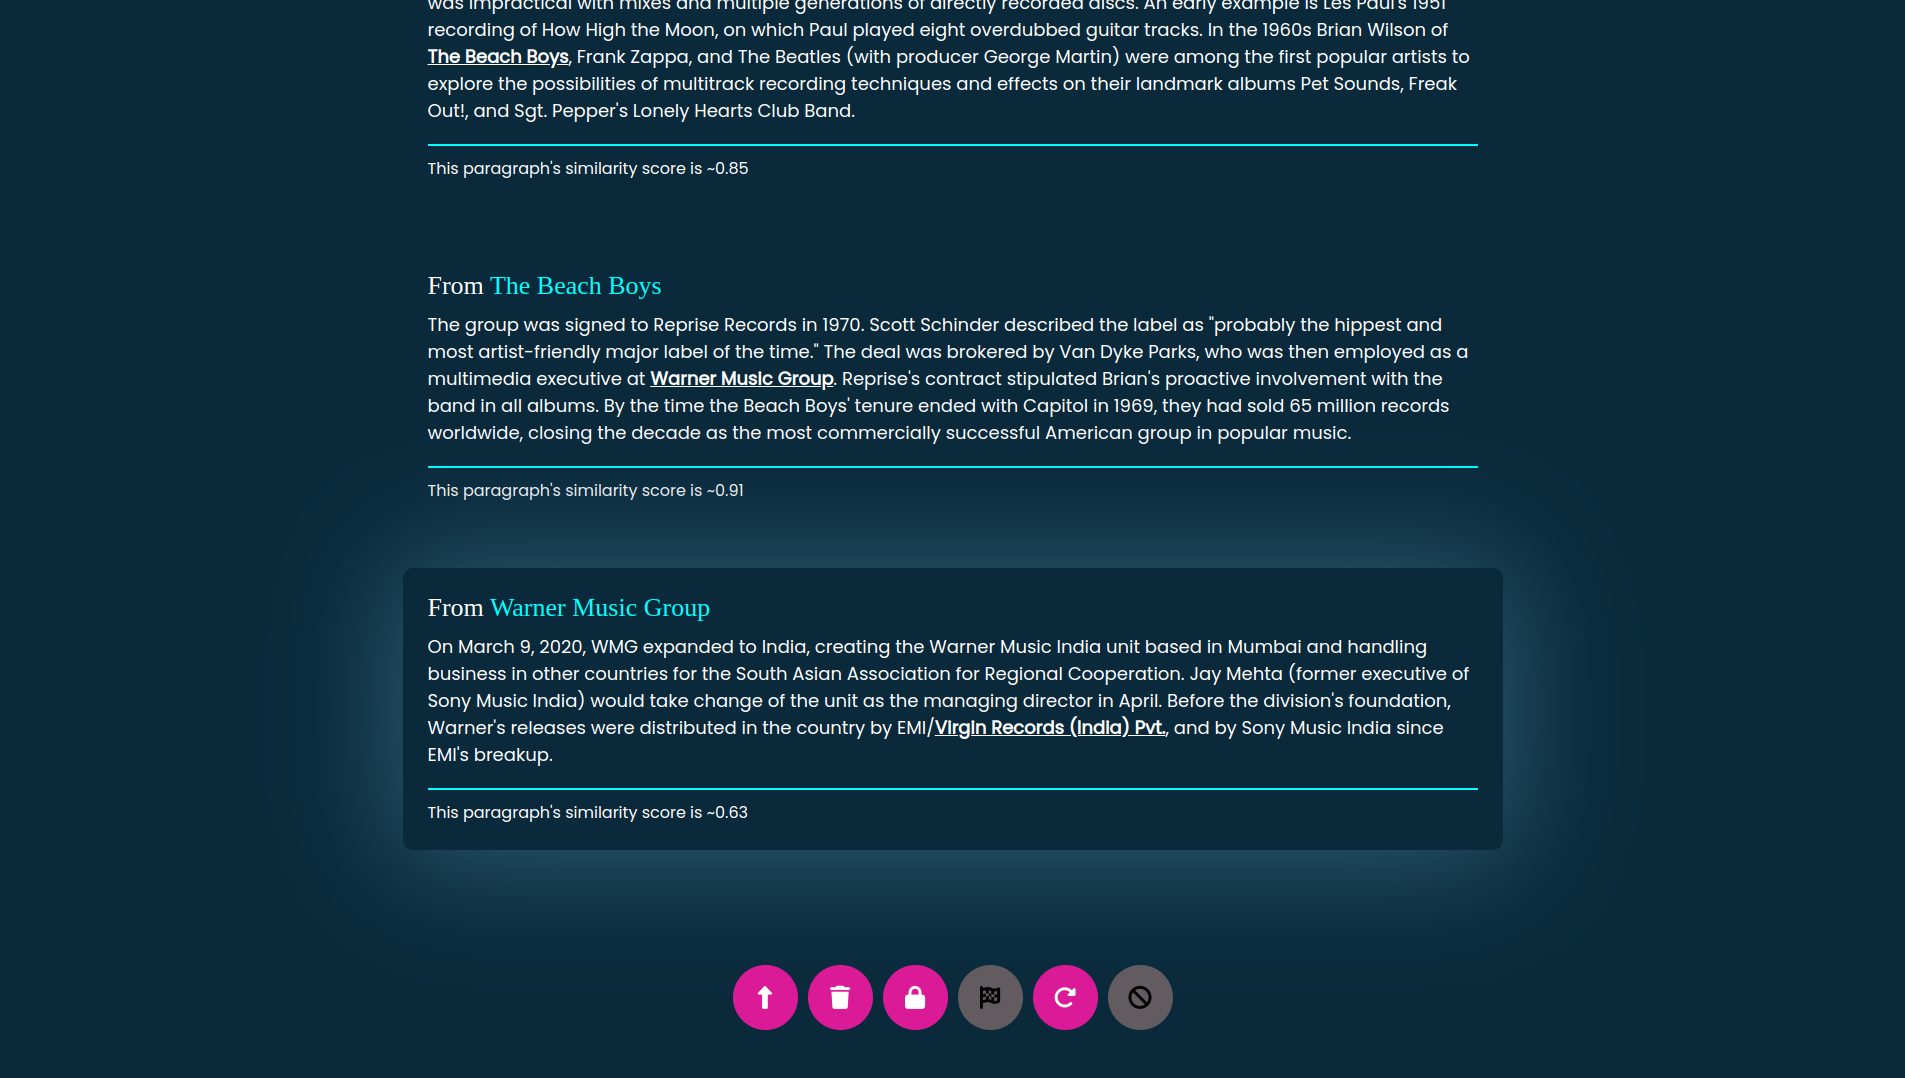 was impractical with mixes and multiple generations of directly recorded discs. An early example is Les Paul's 1951
recording of How High the Moon, on which Paul played eight overdubbed guitar tracks. In the 1960s Brian Wilson of
The Beach Boys, Frank Zappa, and The Beatles (with producer George Martin) were among the first popular artists to
explore the possibilities of multitrack recording techniques and effects on their landmark albums Pet Sounds, Freak
Out!, and Sgt. Pepper's Lonely Hearts Club Band.
This paragraph's similarity score is ~0.85
From The Beach Boys
The group was signed to Reprise Records in 1970. Scott Schinder described the label as "probably the hippest and
most artist-friendly major label of the time." The deal was brokered by Van Dyke Parks, who was then employed as a
multimedia executive at Warner Music Group. Reprise's contract stipulated Brian's proactive involvement with the
band in all albums. By the time the Beach Boys' tenure ended with Capitol in 1969, they had sold 65 million records
worldwide, closing the decade as the most commercially successful American group in popular music.
This paragraph's similarity score is ~0.91
From Warner Music Group
On March 9, 2020, WMG expanded to India, creating the Warner Music India unit based in Mumbai and handling
business in other countries for the South Asian Association for Regional Cooperation. Jay Mehta (former executive of
Sony Music India) would take change of the unit as the managing director in April. Before the division's foundation,
Warner's releases were distributed in the country by EMI/Virgin Records (India) Pvt., and by Sony Music India since
EMI's breakup.
This paragraph's similarity score is ~0.63